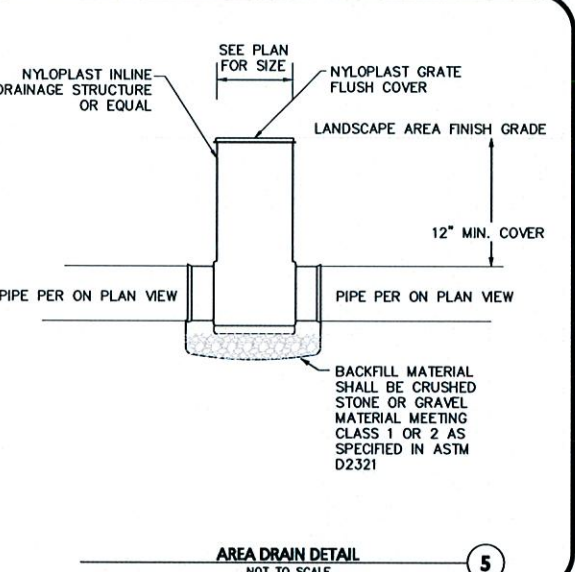 SEE PLAN
FOR SIZE
NYLOPLAST INLINE
DRAINAGE STRUCTURE
OR EQUAL
NYLOPLAST GRATE
FLUSH COVER
LANDSCAPE AREA FINISH GRADE
12" MIN. COVER
PIPE PER ON PLAN VIEW
PIPE PER ON PLAN VIEW
BACKFILL MATERIAL
SHALL BE CRUSHED
STONE OR GRAVEL
MATERIAL MEETING
CLASS 1 OR 2 AS
SPECIFIED IN ASTM
D2321
AREA DRAIN DETAIL
NOT TO SCALE
5